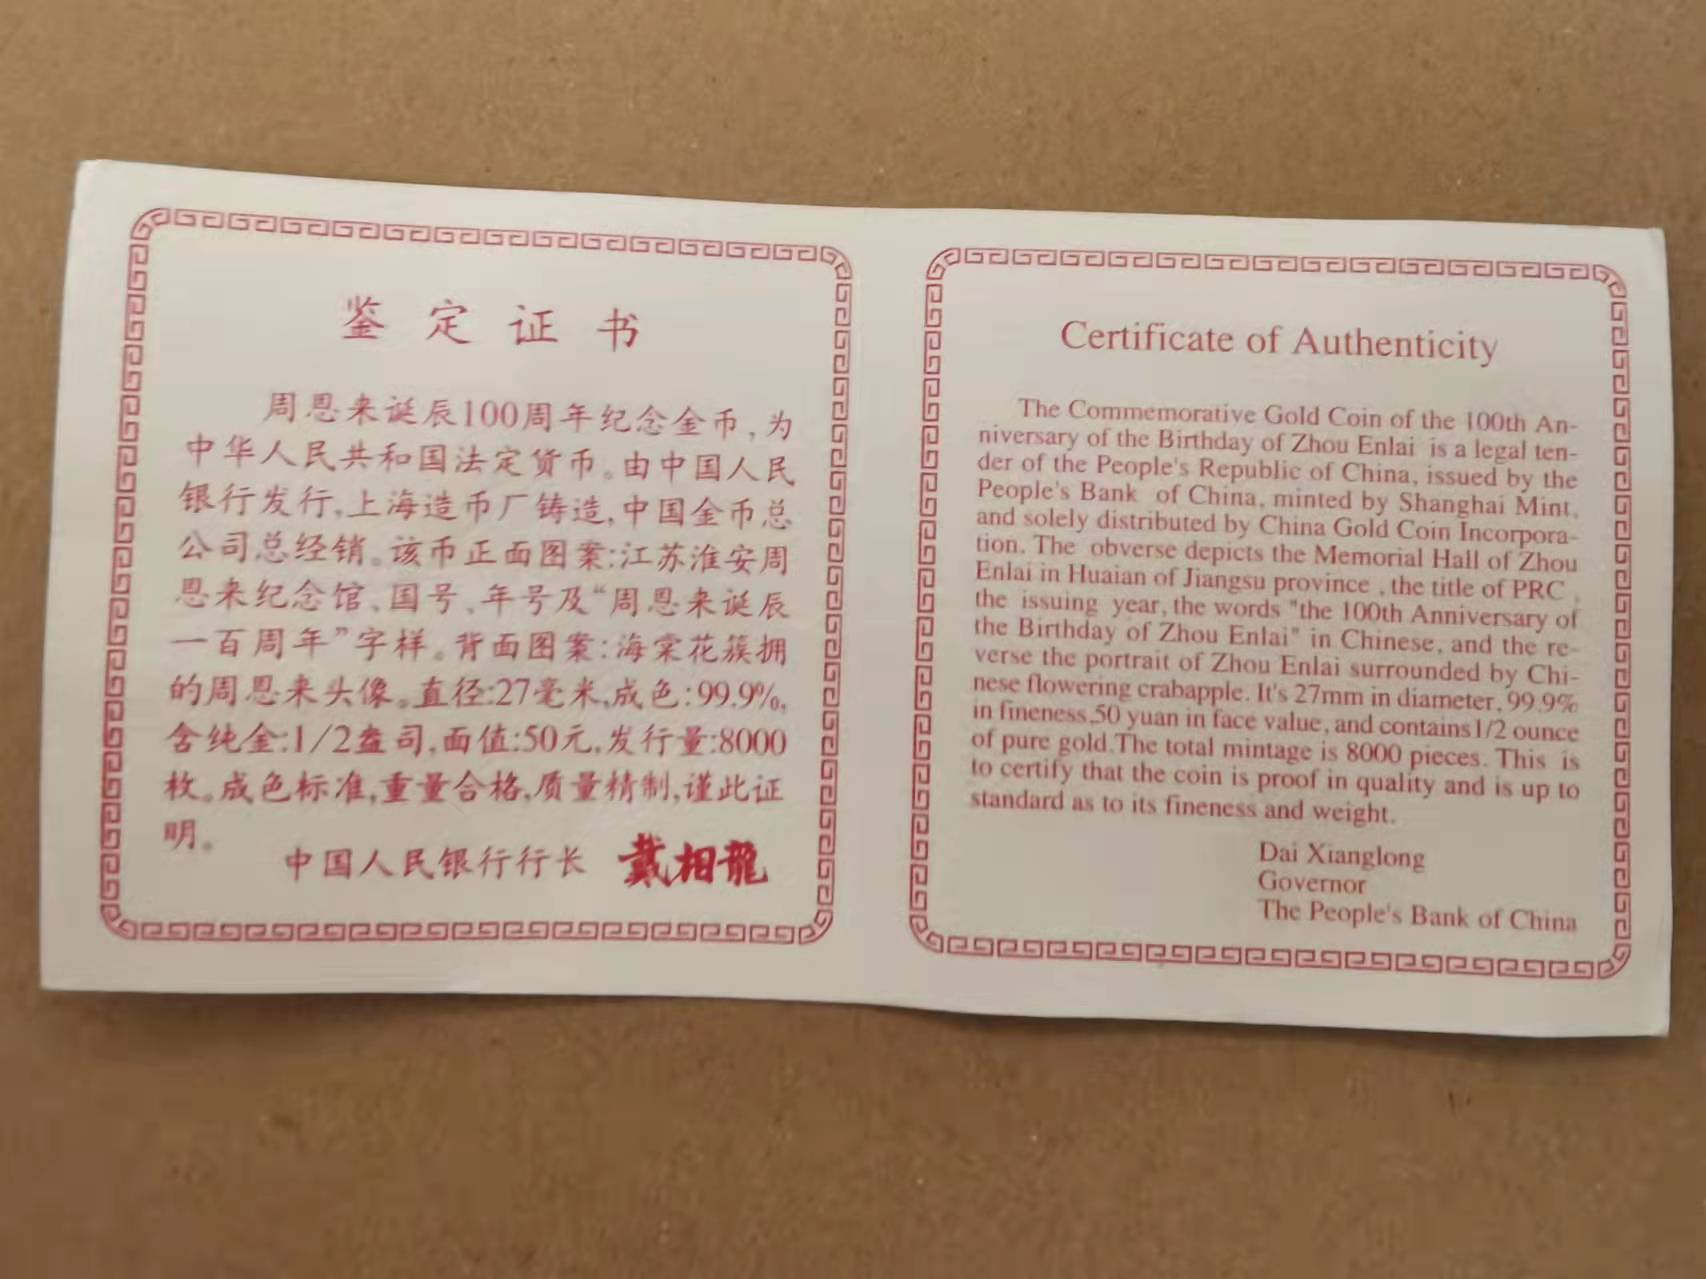 鉴定证书
周恩来诞辰100周年纪念金币,为
中华人民共和国法定货币。由中国人民
银行发行,上海造币厂铸造,中国金币总
公司总经销。该币正面图案:江苏淮安周
恩来纪念馆、国号、年号及“周恩来诞辰
一百周年”字样。背面图案:海棠花簇拥
的周恩来头像。直径:27毫米,成色:99.9%,
含纯金:1/2盎司,面值:50元,发行量:8000
枚。成色标准,重量合格,质量精制,谨此证
明。
中国人民银行行长 戴相龍
Certificate of Authenticity
The Commemorative Gold Coin of the 100th An-
niversary of the Birthday of Zhou Enlai is a legal ten-
der of the People's Republic of China, issued by the
People's Bank of China, minted by Shanghai Mint,
and solely distributed by China Gold Coin Incorpora-
tion. The obverse depicts the Memorial Hall of Zhou
Enlai in Huaian of Jiangsu province , the title of PRC ,
the issuing year, the words "the 100th Anniversary of
the Birthday of Zhou Enlai" in Chinese, and the re-
verse the portrait of Zhou Enlai surrounded by Chi-
nese flowering crabapple. It's 27mm in diameter, 99.9%
in fineness,50 yuan in face value, and contains1/2 ounce
of pure gold.The total mintage is 8000 pieces. This is
to certify that the coin is proof in quality and is up to
standard as to its fineness and weight.
Dai Xianglong
Governor
The People's Bank of China